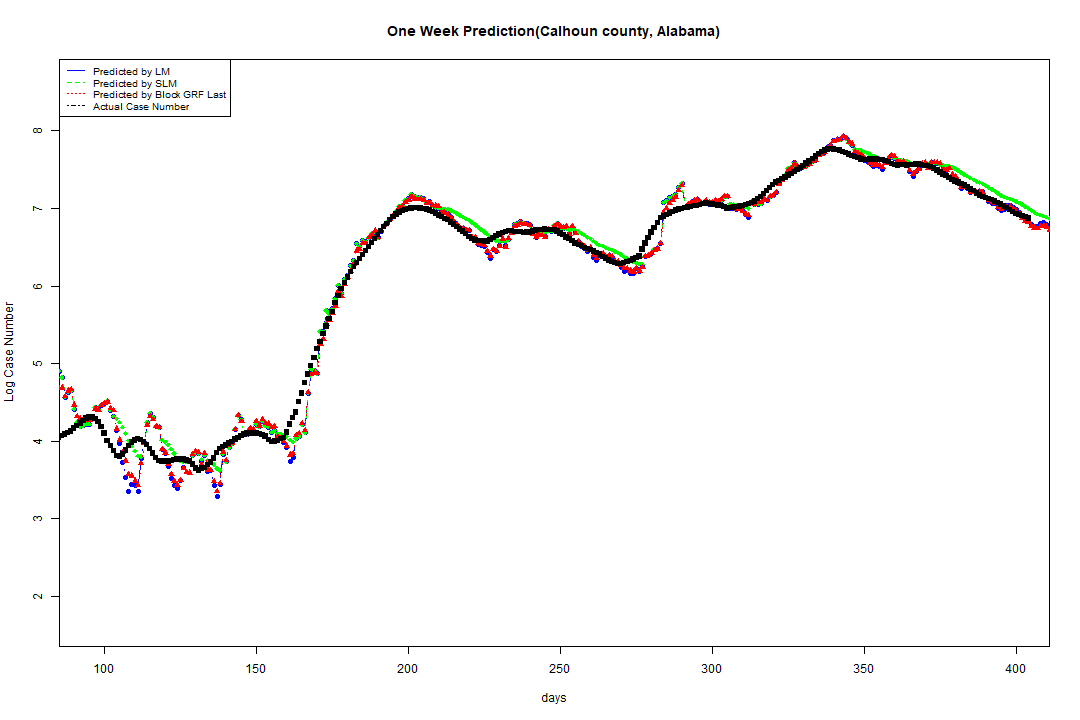 One Week Prediction(Calhoun county, Alabama)
Predicted by LM
Predicted by SLM
Predicted by Block GRF Last
Actual Case Number
Log Case Number
8
7
6
5
4
3
2
100 150 200 250 300 350 400
days